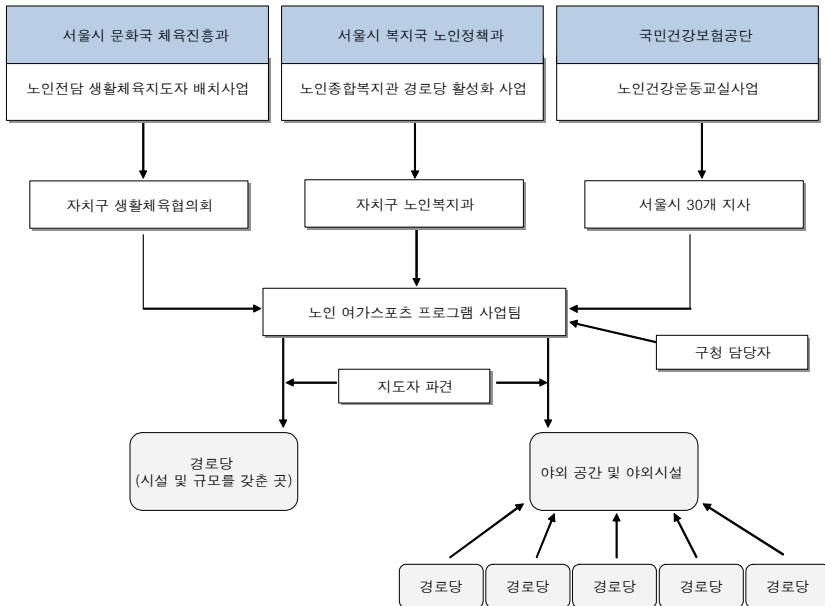 서울시 문화국 체육진흥과
노인전담 생활체육지도자 배치사업
서울시 복지국 노인정책과
노인종합복지관 경로당 활성화 사업
국민건강보험공단
노인건강운동교실사업
자치구 생활체육협의회
자치구 노인복지과
서울시 30개 지사
노인 여가스포츠 프로그램 사업팀
구청 담당자
지도자 파견
경로당
(시설 및 규모를 갖춘 곳)
야외 공간 및 야외시설
경로당
경로당
경로당
경로당
경로당